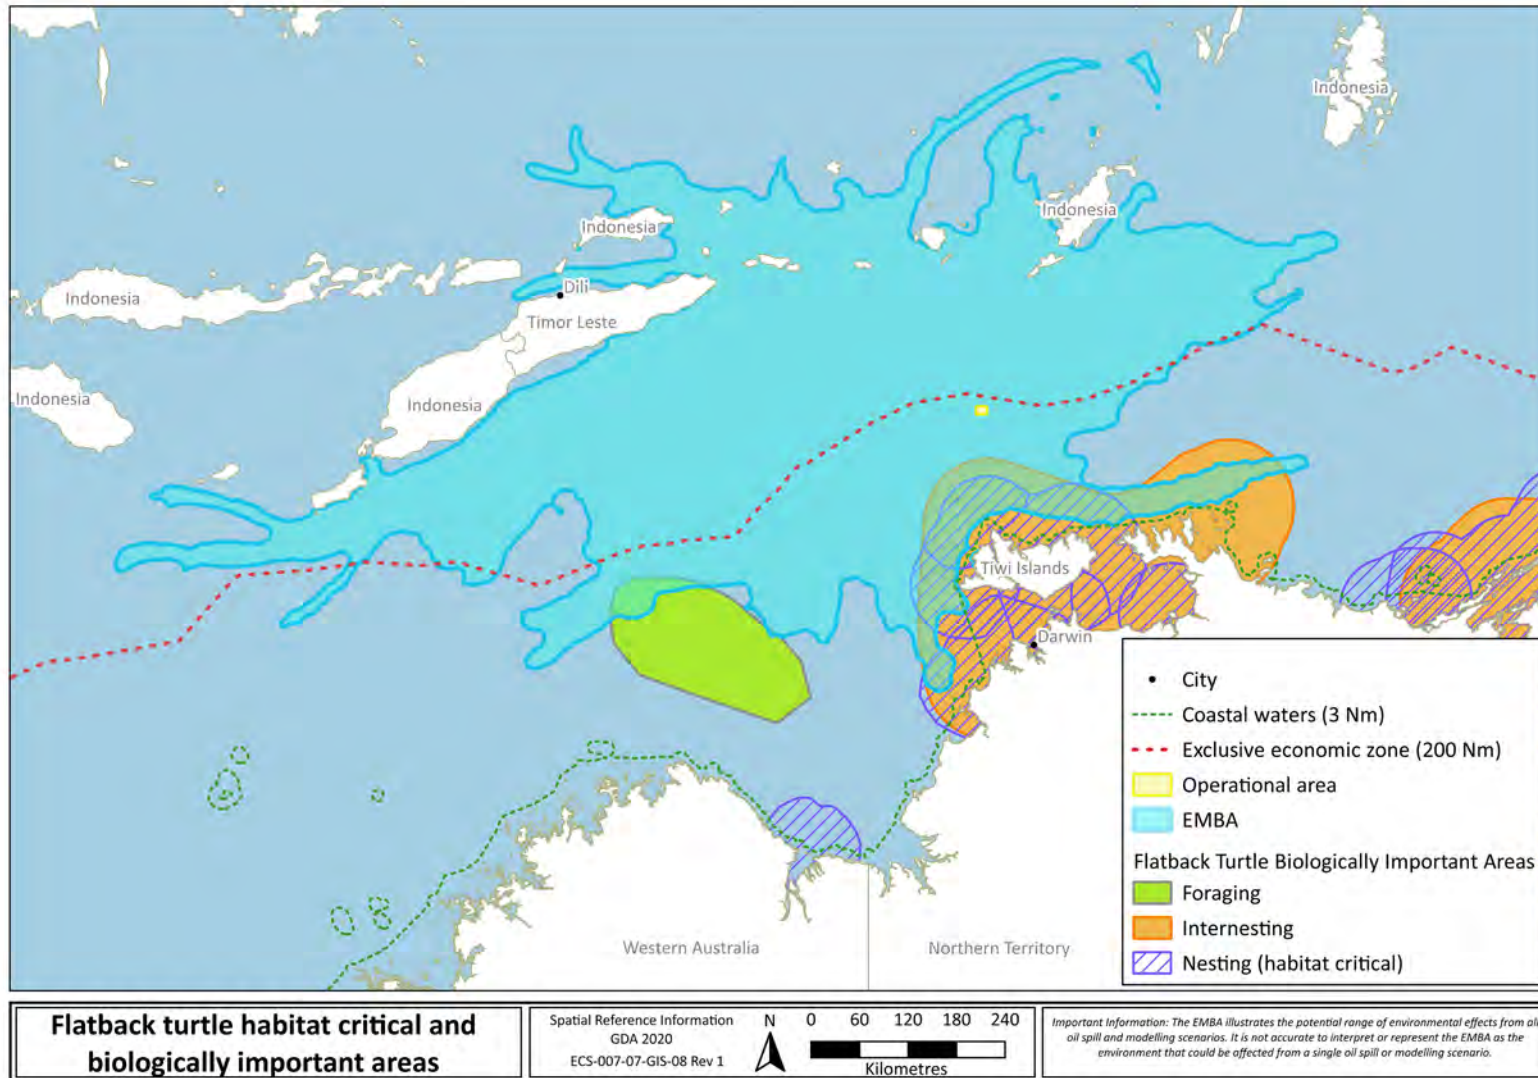 Indonesia
Indonesia
Indonesia
Indonesia
Dili
Timor Leste
Indonesia
Indonesia
Indonesia
Tiwi Islands
Darwin
Western Australia
Northern Territory
City
Coastal waters (3 Nm)
Exclusive economic zone (200 Nm)
Operational area
EMBA
Flatback Turtle Biologically Important Areas
Foraging
Internesting
Nesting (habitat critical)
Flatback turtle habitat critical and
biologically important areas
Spatial Reference Information
GDA 2020
ECS-007-07-GIS-08 Rev 1
N
0 60 120 180 240
Kilometres
Important Information: The EMBA illustrates the potential range of environmental effects from all
oil spill and modelling scenarios. It is not accurate to interpret or represent the EMBA as the
environment that could be affected from a single oil spill or modelling scenario.